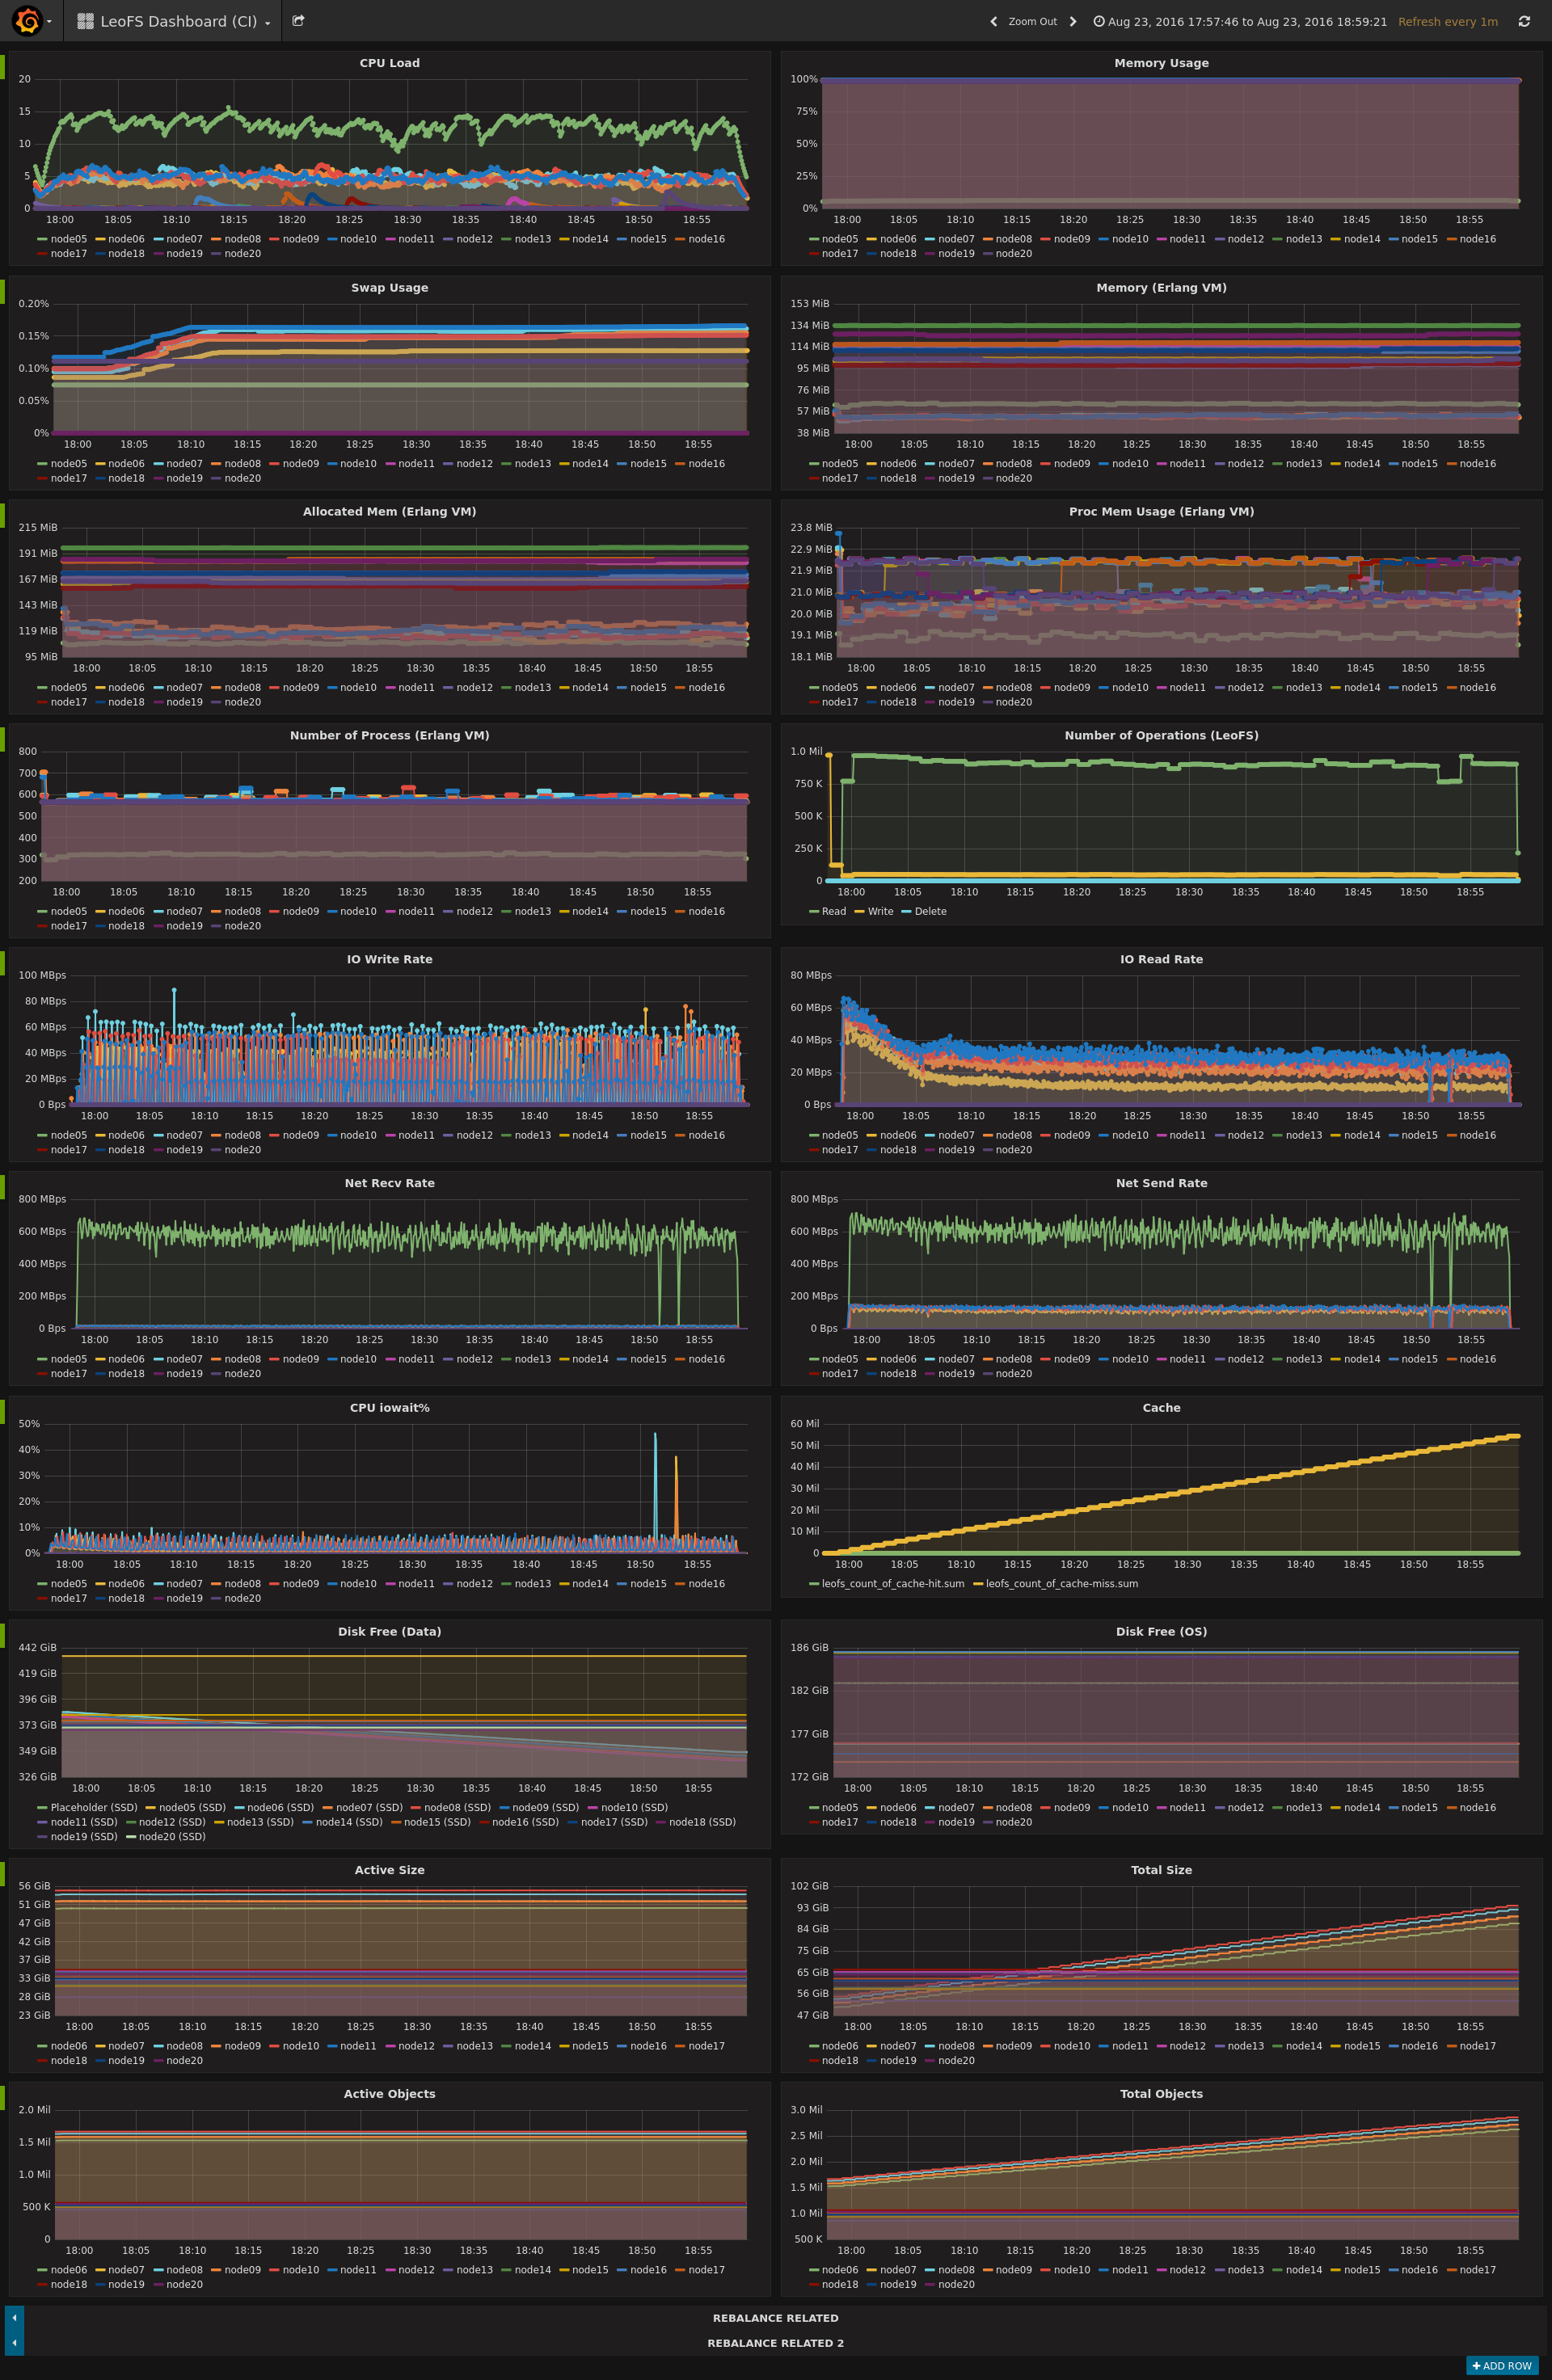 LeoFS Dashboard (CI)
Zoom Out
Aug 23, 2016 17:57:46 to Aug 23, 2016 18:59:21
Refresh every 1m
CPU Load
20
15
10
5
0
18:00 18:05 18:10 18:15 18:20 18:25 18:30 18:35 18:40 18:45 18:50 18:55
node05 node06 node07 node08 node09 node10 node11 node12 node13 node14 node15 node16
node17 node18 node19 node20
Memory Usage
100%
75%
50%
25%
0%
18:00 18:05 18:10 18:15 18:20 18:25 18:30 18:35 18:40 18:45 18:50 18:55
node05 node06 node07 node08 node09 node10 node11 node12 node13 node14 node15 node16
node17 node18 node19 node20
Swap Usage
0.20%
0.15%
0.10%
0.05%
0%
18:00 18:05 18:10 18:15 18:20 18:25 18:30 18:35 18:40 18:45 18:50 18:55
node05 node06 node07 node08 node09 node10 node11 node12 node13 node14 node15 node16
node17 node18 node19 node20
Memory (Erlang VM)
153 MiB
134 MiB
114 MiB
95 MiB
76 MiB
57 MiB
38 MiB
18:00 18:05 18:10 18:15 18:20 18:25 18:30 18:35 18:40 18:45 18:50 18:55
node05 node06 node07 node08 node09 node10 node11 node12 node13 node14 node15 node16
node17 node18 node19 node20
Allocated Mem (Erlang VM)
215 MiB
191 MiB
167 MiB
143 MiB
119 MiB
95 MiB
18:00 18:05 18:10 18:15 18:20 18:25 18:30 18:35 18:40 18:45 18:50 18:55
node05 node06 node07 node08 node09 node10 node11 node12 node13 node14 node15 node16
node17 node18 node19 node20
Proc Mem Usage (Erlang VM)
23.8 MiB
22.9 MiB
21.9 MiB
21.0 MiB
20.0 MiB
19.1 MiB
18.1 MiB
18:00 18:05 18:10 18:15 18:20 18:25 18:30 18:35 18:40 18:45 18:50 18:55
node05 node06 node07 node08 node09 node10 node11 node12 node13 node14 node15 node16
node17 node18 node19 node20
Number of Process (Erlang VM)
800
700
600
500
400
300
200
18:00 18:05 18:10 18:15 18:20 18:25 18:30 18:35 18:40 18:45 18:50 18:55
node05 node06 node07 node08 node09 node10 node11 node12 node13 node14 node15 node16
node17 node18 node19 node20
Number of Operations (LeoFS)
1.0 Mil
750 K
500 K
250 K
0
18:00 18:05 18:10 18:15 18:20 18:25 18:30 18:35 18:40 18:45 18:50 18:55
Read Write Delete
IO Write Rate
100 MBps
80 MBps
60 MBps
40 MBps
20 MBps
0 Bps
18:00 18:05 18:10 18:15 18:20 18:25 18:30 18:35 18:40 18:45 18:50 18:55
node05 node06 node07 node08 node09 node10 node11 node12 node13 node14 node15 node16
node17 node18 node19 node20
IO Read Rate
80 MBps
60 MBps
40 MBps
20 MBps
0 Bps
18:00 18:05 18:10 18:15 18:20 18:25 18:30 18:35 18:40 18:45 18:50 18:55
node05 node06 node07 node08 node09 node10 node11 node12 node13 node14 node15 node16
node17 node18 node19 node20
Net Recv Rate
800 MBps
600 MBps
400 MBps
200 MBps
0 Bps
18:00 18:05 18:10 18:15 18:20 18:25 18:30 18:35 18:40 18:45 18:50 18:55
node05 node06 node07 node08 node09 node10 node11 node12 node13 node14 node15 node16
node17 node18 node19 node20
Net Send Rate
800 MBps
600 MBps
400 MBps
200 MBps
0 Bps
18:00 18:05 18:10 18:15 18:20 18:25 18:30 18:35 18:40 18:45 18:50 18:55
node05 node06 node07 node08 node09 node10 node11 node12 node13 node14 node15 node16
node17 node18 node19 node20
CPU iowait%
50%
40%
30%
20%
10%
0%
18:00 18:05 18:10 18:15 18:20 18:25 18:30 18:35 18:40 18:45 18:50 18:55
node05 node06 node07 node08 node09 node10 node11 node12 node13 node14 node15 node16
node17 node18 node19 node20
Cache
60 Mil
50 Mil
40 Mil
30 Mil
20 Mil
10 Mil
0
18:00 18:05 18:10 18:15 18:20 18:25 18:30 18:35 18:40 18:45 18:50 18:55
leofs_count_of_cache-hit.sum leofs_count_of_cache-miss.sum
Disk Free (Data)
442 GiB
419 GiB
396 GiB
373 GiB
349 GiB
326 GiB
18:00 18:05 18:10 18:15 18:20 18:25 18:30 18:35 18:40 18:45 18:50 18:55
Placeholder (SSD) node05 (SSD) node06 (SSD) node07 (SSD) node08 (SSD) node09 (SSD) node10 (SSD)
node11 (SSD) node12 (SSD) node13 (SSD) node14 (SSD) node15 (SSD) node16 (SSD) node17 (SSD) node18 (SSD)
node19 (SSD) node20 (SSD)
Disk Free (OS)
186 GiB
182 GiB
177 GiB
172 GiB
18:00 18:05 18:10 18:15 18:20 18:25 18:30 18:35 18:40 18:45 18:50 18:55
node05 node06 node07 node08 node09 node10 node11 node12 node13 node14 node15 node16
node17 node18 node19 node20
Active Size
56 GiB
51 GiB
47 GiB
42 GiB
37 GiB
33 GiB
28 GiB
23 GiB
18:00 18:05 18:10 18:15 18:20 18:25 18:30 18:35 18:40 18:45 18:50 18:55
node06 node07 node08 node09 node10 node11 node12 node13 node14 node15 node16 node17
node18 node19 node20
Total Size
102 GiB
93 GiB
84 GiB
75 GiB
65 GiB
56 GiB
47 GiB
18:00 18:05 18:10 18:15 18:20 18:25 18:30 18:35 18:40 18:45 18:50 18:55
node06 node07 node08 node09 node10 node11 node12 node13 node14 node15 node16 node17
node18 node19 node20
Active Objects
2.0 Mil
1.5 Mil
1.0 Mil
500 K
0
18:00 18:05 18:10 18:15 18:20 18:25 18:30 18:35 18:40 18:45 18:50 18:55
node06 node07 node08 node09 node10 node11 node12 node13 node14 node15 node16 node17
node18 node19 node20
Total Objects
3.0 Mil
2.5 Mil
2.0 Mil
1.5 Mil
1.0 Mil
500 K
18:00 18:05 18:10 18:15 18:20 18:25 18:30 18:35 18:40 18:45 18:50 18:55
node06 node07 node08 node09 node10 node11 node12 node13 node14 node15 node16 node17
node18 node19 node20
REBALANCE RELATED
REBALANCE RELATED 2
+ ADD ROW